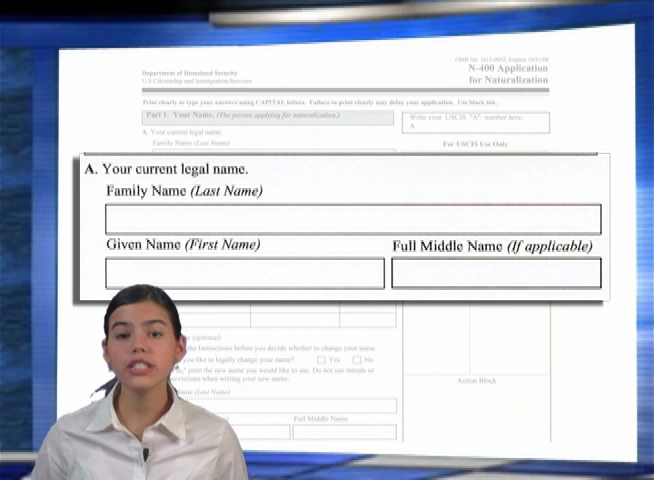 OMB No. 1615-0052; Expires 10/31/08
Department of Homeland Security
U.S Citizenship and Immigration Services
N-400 Application
for Naturalization
Print clearly or type your answers using CAPITAL letters. Failure to print clearly may delay your application. Use black ink.
Part 1. Your Name. (The person applying for naturalization.)
Write your USCIS "A"- number here:
A
A. Your current legal name.
Family Name (Last Name)
For USCIS Use Only
A. Your current legal name.
Family Name (Last Name)
Given Name (First Name)
Full Middle Name (If applicable)
(optional)
the Instructions before you decide whether to change your name.
you like to legally change your name?
Yes
No
print the new name you would like to use. Do not use initials or
abbreviations when writing your new name.
Name (Last Name)
Action Block
Full Middle Name